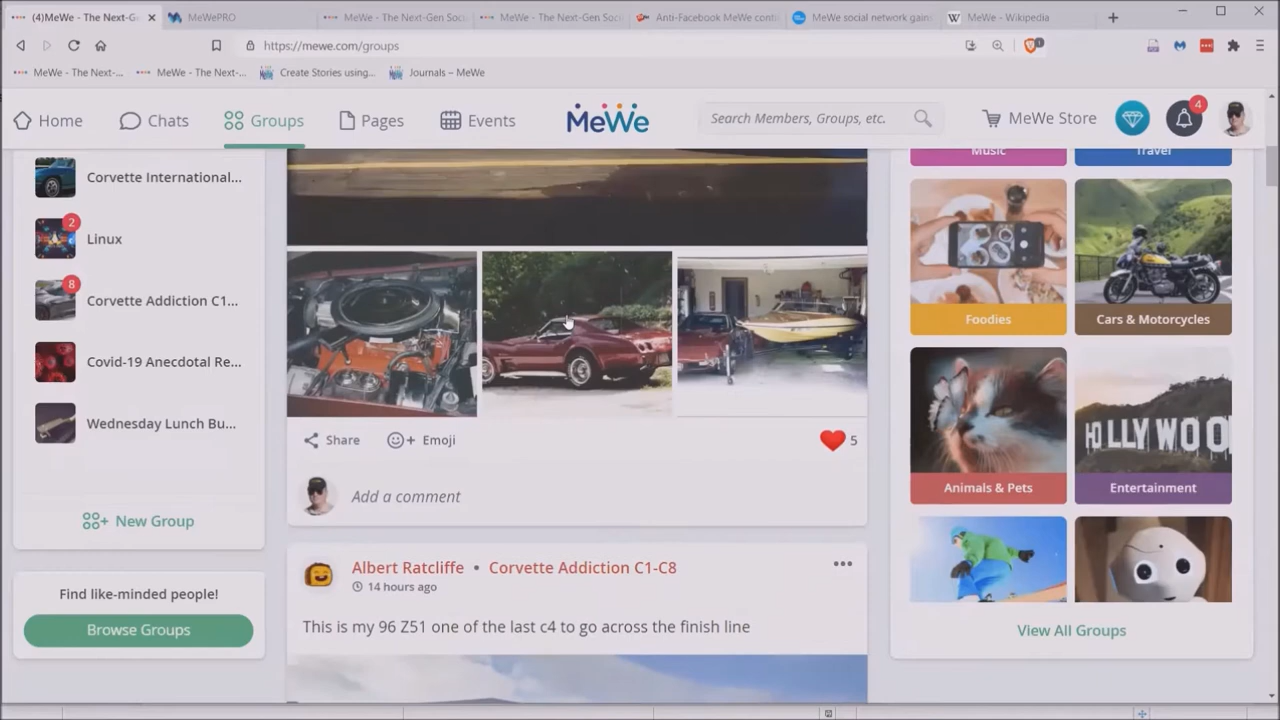 (4)MeWe - The Next-G
MeWePRO
MeWe - The Next-Gen Soci
MeWe - The Next-Gen Soci
Anti-Facebook MeWe conti
MeWe social network gain
W MeWe - Wikipedia
https://mewe.com/groups
1
MeWe - The Next-...
MeWe - The Next-...
Create Stories using...
Journals – MeWe
Home
Chats
Groups
Pages
Events
MeWe
Search Members, Groups, etc.
MeWe Store
4
Corvette International...
2
Linux
8
Corvette Addiction C1...
Covid-19 Anecdotal Re...
Wednesday Lunch Bu...
New Group
Find like-minded people!
Browse Groups
Share
Emoji
5
Add a comment
Albert Ratcliffe • Corvette Addiction C1-C8
14 hours ago
This is my 96 Z51 one of the last c4 to go across the finish line
Music
Travel
Foodies
Cars & Motorcycles
HOLLYWOO
Animals & Pets
Entertainment
View All Groups